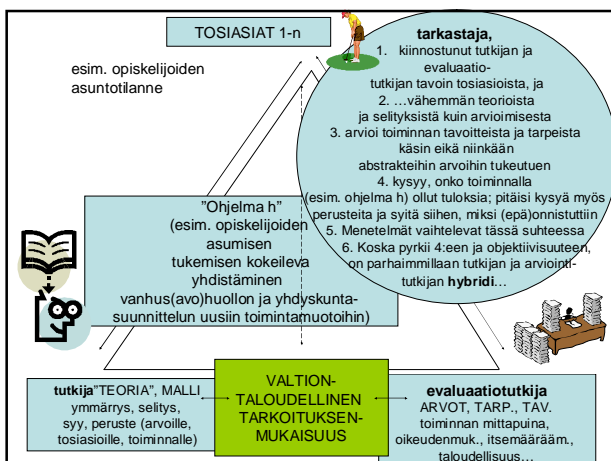 TOSIASIAT 1-n
esim. opiskelijoiden
asuntotilanne
tarkastaja,
1. kiinnostunut tutkijan ja
evaluaatio-
tutkijan tavoin tosiasioista, ja
2. …vähemmän teorioista
ja selityksistä kuin arvioimisesta
3. arvioi toiminnan tavoitteista ja tarpeista
käsin eikä niinkään
abstrakteihin arvoihin tukeutuen
4. kysyy, onko toiminnalla
(esim. ohjelma h) ollut tuloksia; pitäisi kysyä myös
perusteita ja syitä siihen, miksi (epä)onnistuttiin
5. Menetelmät vaihtelevat tässä suhteessa
6. Koska pyrkii 4:een ja objektiivisuuteen,
on parhaimmillaan tutkijan ja arviointi-
tutkijan hybridi…
"Ohjelma h"
(esim. opiskelijoiden
asumisen
tukemisen kokeileva
yhdistäminen
vanhus(avo)huollon ja yhdyskunta-
suunnittelun uusiin toimintamuotoihin)
tutkija"TEORIA", MALLI
ymmärrys, selitys,
syy, peruste (arvoille,
tosiasioille, toiminnalle)
VALTION-
TALOUDELLINEN
TARKOITUKSEN-
MUKAISUUS
evaluaatiotutkija
ARVOT, TARP., TAV.
toiminnan mittapuina,
oikeudenmuk., itsemäärääm.,
taloudellisuus…